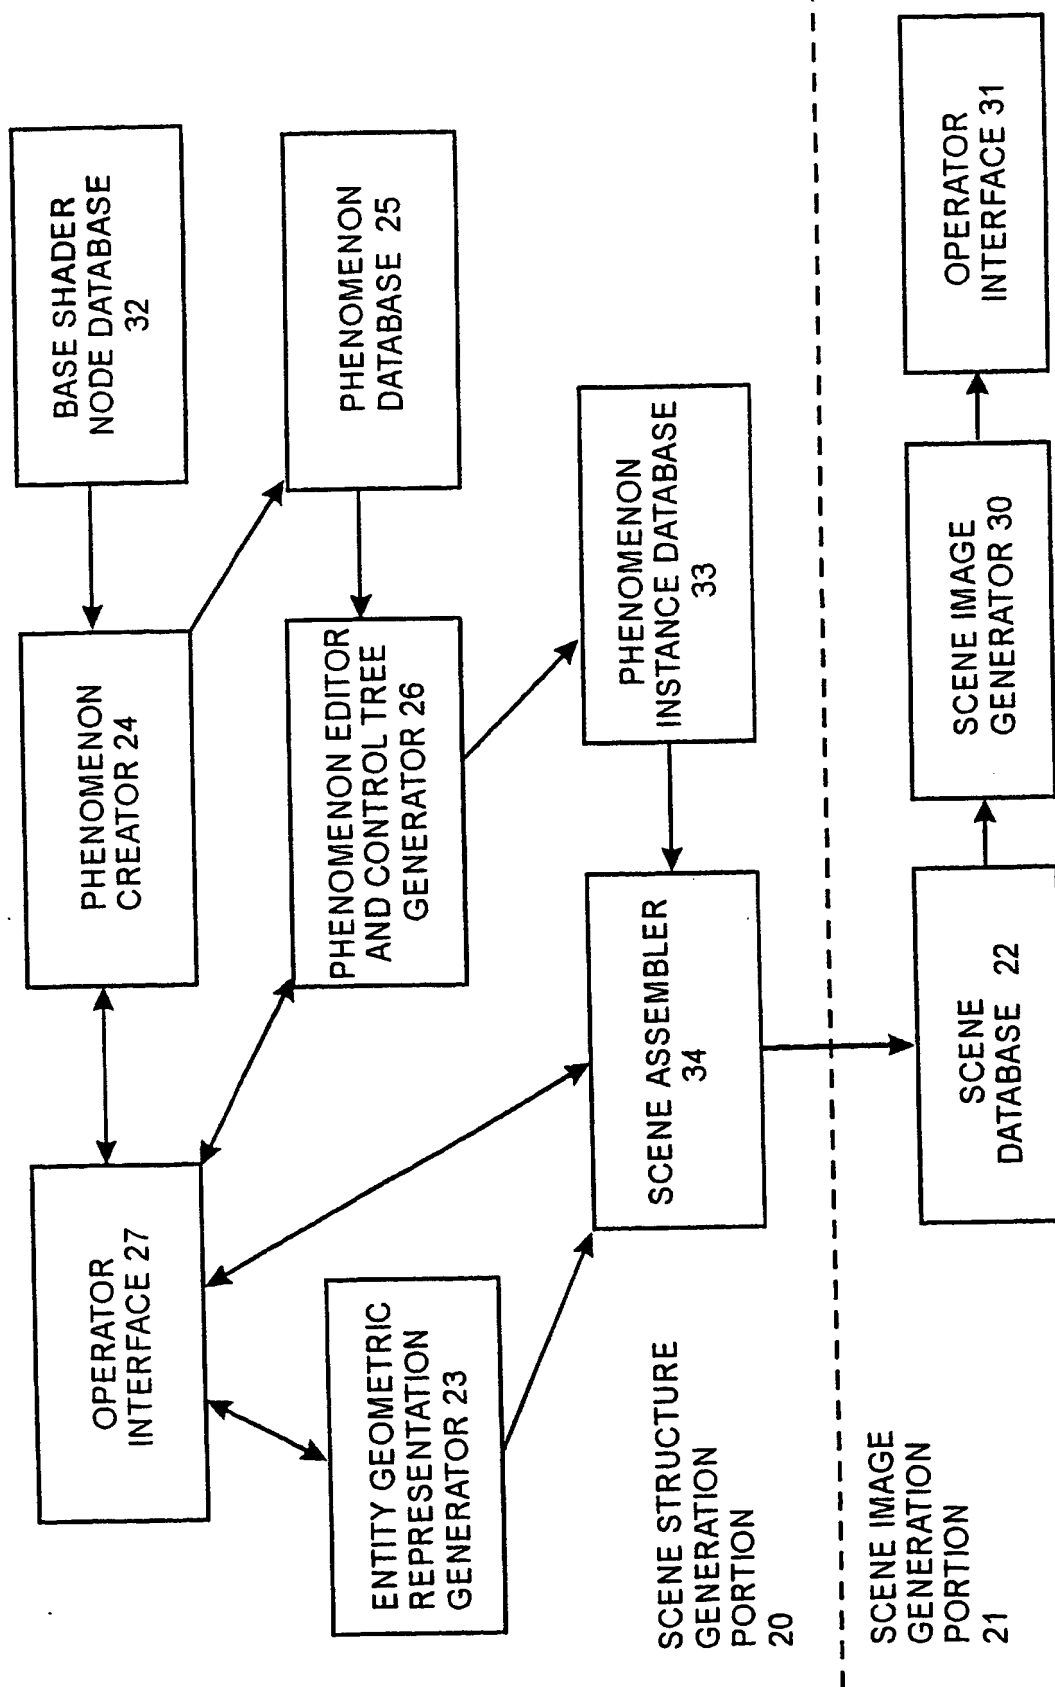 OPERATOR
INTERFACE 27
PHENOMENON
CREATOR 24
BASE SHADER
NODE DATABASE
32
ENTITY GEOMETRIC
REPRESENTATION
GENERATOR 23
PHENOMENON EDITOR
AND CONTROL TREE
GENERATOR 26
PHENOMENON
DATABASE 25
SCENE ASSEMBLER
34
PHENOMENON
INSTANCE DATABASE
33
SCENE STRUCTURE
GENERATION
PORTION
20
SCENE IMAGE
GENERATION
PORTION
21
SCENE
DATABASE 22
SCENE IMAGE
GENERATOR 30
OPERATOR
INTERFACE 31